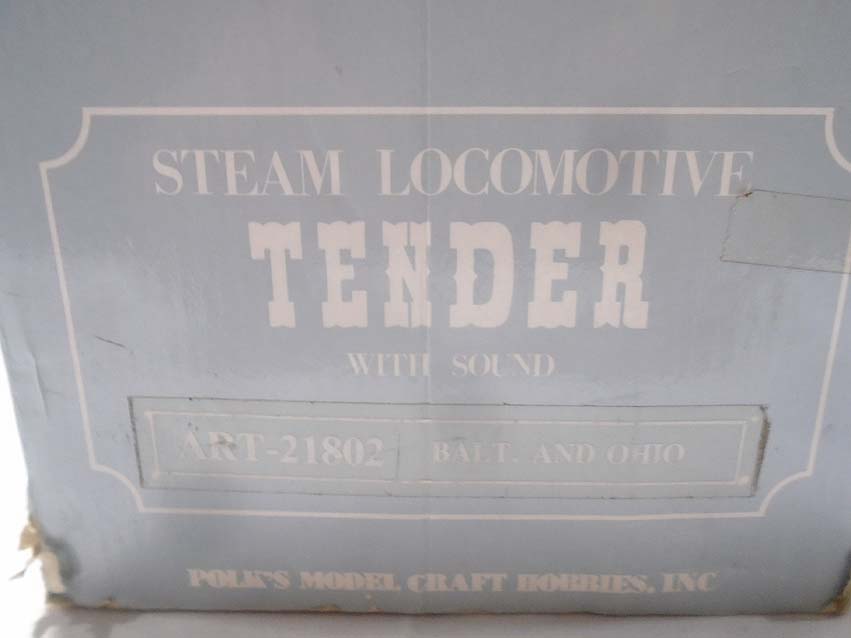 STEAM LOCOMOTIVE
TENDER
WITH SOUND
ART-21802 BALT. AND OHIO
POLK'S MODEL CRAFT HOBBIES, INC